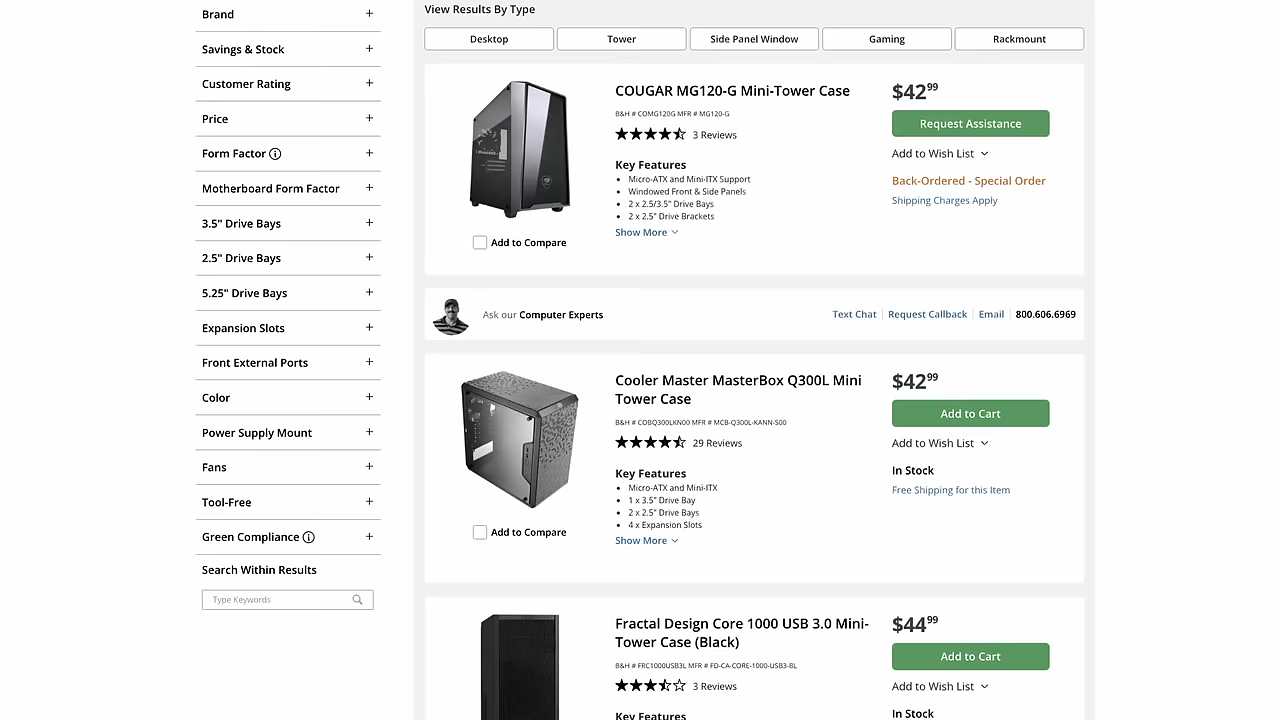 Brand +
Savings & Stock +
Customer Rating +
Price +
Form Factor +
Motherboard Form Factor +
3.5" Drive Bays +
2.5" Drive Bays +
5.25" Drive Bays +
Expansion Slots +
Front External Ports +
Color +
Power Supply Mount +
Fans +
Tool-Free +
Green Compliance +
Search Within Results
Type Keywords
View Results By Type
Desktop
Tower
Side Panel Window
Gaming
Rackmount
COUGAR MG120-G Mini-Tower Case
B&H # COMG120G MFR # MG120-G
3 Reviews
Key Features
• Micro-ATX and Mini-ITX Support
• Windowed Front & Side Panels
• 2 x 2.5/3.5" Drive Bays
• 2 x 2.5" Drive Brackets
Show More
Add to Compare
$42.99
Request Assistance
Add to Wish List
Back-Ordered - Special Order
Shipping Charges Apply
Ask our Computer Experts
Text Chat | Request Callback | Email | 800.606.6969
Cooler Master MasterBox Q300L Mini
Tower Case
B&H # COBQ300LKN00 MFR # MCB-Q300L-KANN-S00
29 Reviews
Key Features
• Micro-ATX and Mini-ITX
• 1 x 3.5" Drive Bay
• 2 x 2.5" Drive Bays
• 4 x Expansion Slots
Show More
Add to Compare
$42.99
Add to Cart
Add to Wish List
In Stock
Free Shipping for this Item
Fractal Design Core 1000 USB 3.0 Mini-
Tower Case (Black)
B&H # FRC1000USB3L MFR # FD-CA-CORE-1000-USB3-BL
3 Reviews
Key Features
$44.99
Add to Cart
Add to Wish List
In Stock